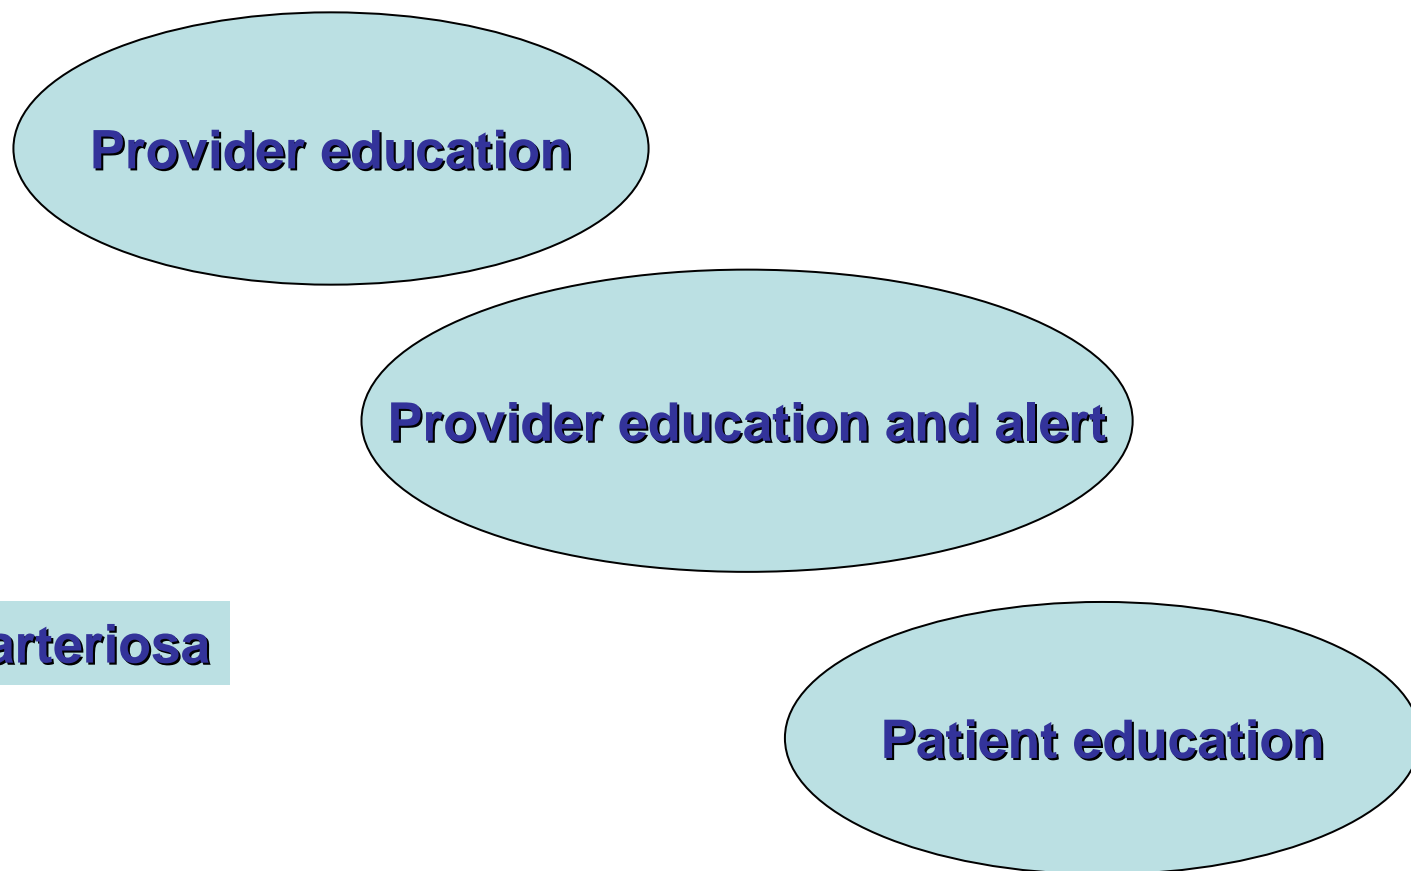 Provider education
Provider education and alert
arteriosa
Patient education